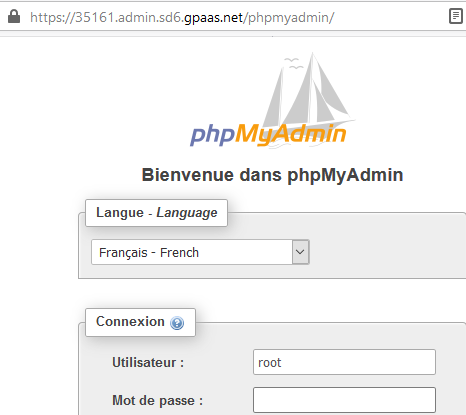 https://35161.admin.sd6.gpaas.net/phpmyadmin/
phpMyAdmin
Bienvenue dans phpMyAdmin
Langue - Language
Français - French
Connexion ?
Utilisateur : root
Mot de passe :